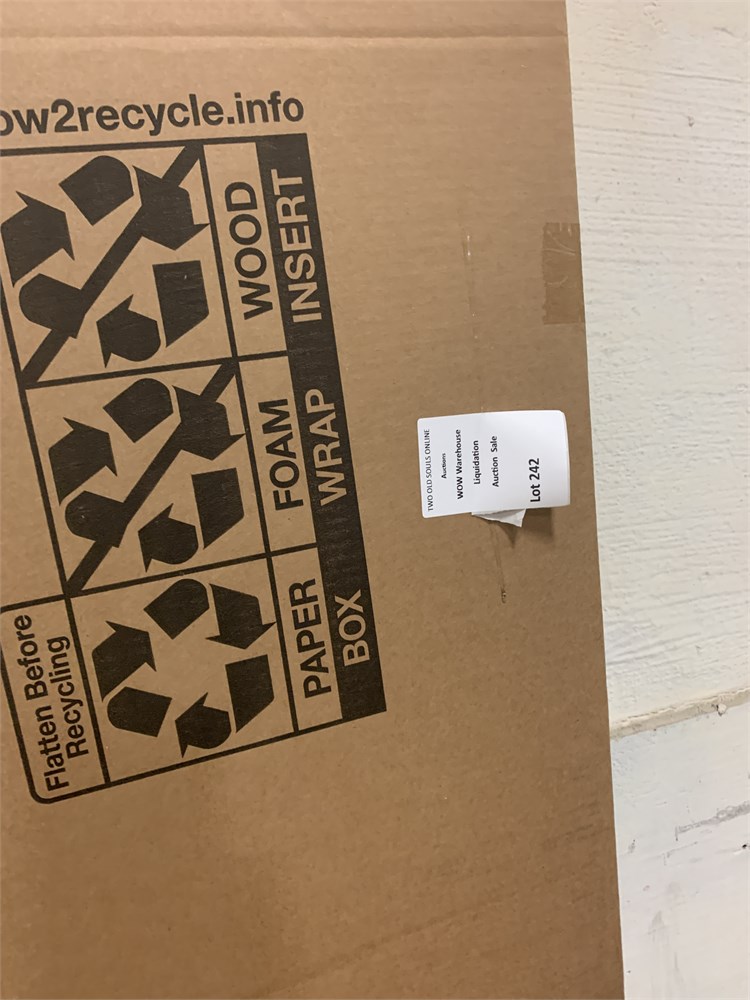 Flatten Before
Recycling
PAPER
BOX
FOAM
WRAP
WOOD
INSERT
ow2recycle.info
TWO OLD SOULS ONLINE
Auctions
WOW Warehouse
Liquidation
Auction Sale
Lot 242